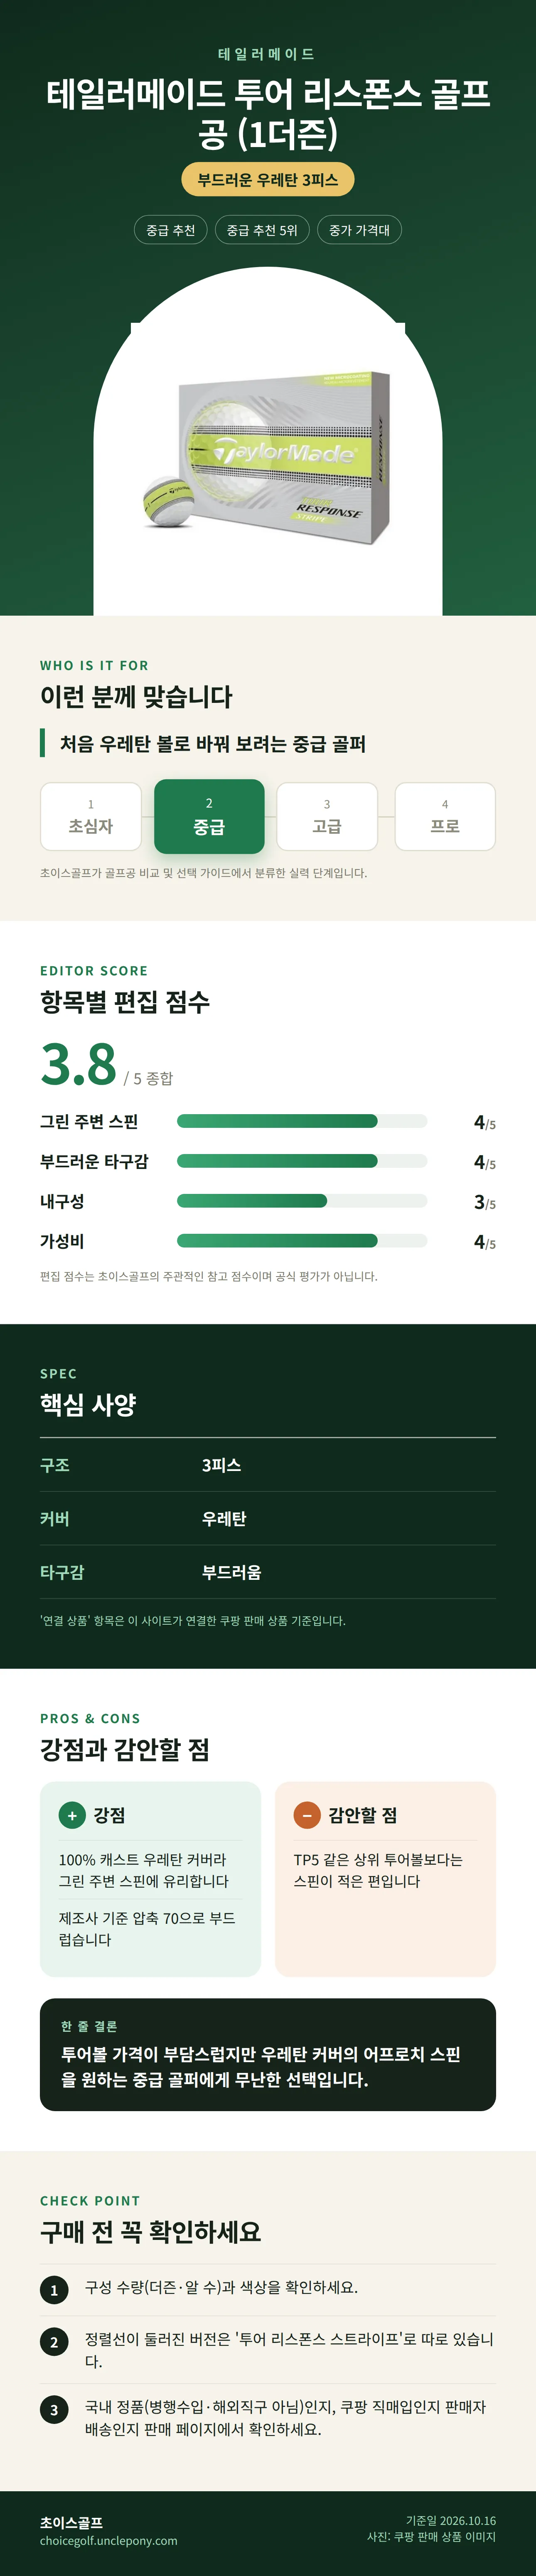 테일러메이드
테일러메이드 투어 리스폰스 골프
공 (1더즌)
부드러운 우레탄 3피스
중급 추천
중급 추천 5위
중가 가격대
TaylorMade
RESPONSE
RESPONSE
STRIPE
WHO IS IT FOR
이런 분께 맞습니다
처음 우레탄 볼로 바꿔 보려는 중급 골퍼
1
초심자
2
중급
3
고급
4
프로
초이스골프가 골프공 비교 및 선택 가이드에서 분류한 실력 단계입니다.
EDITOR SCORE
항목별 편집 점수
3.8 / 5 종합
그린 주변 스핀 4/5
부드러운 타구감 4/5
내구성 3/5
가성비 4/5
편집 점수는 초이스골프의 주관적인 참고 점수이며 공식 평가가 아닙니다.
SPEC
핵심 사양
구조 3피스
커버 우레탄
타구감 부드러움
'연결 상품' 항목은 이 사이트가 연결한 쿠팡 판매 상품 기준입니다.
PROS & CONS
강점과 감안할 점
+ 강점
100% 캐스트 우레탄 커버라
그린 주변 스핀에 유리합니다
제조사 기준 압축 70으로 부드
럽습니다
− 감안할 점
TP5 같은 상위 투어볼보다는
스핀이 적은 편입니다
한 줄 결론
투어볼 가격이 부담스럽지만 우레탄 커버의 어프로치 스핀
을 원하는 중급 골퍼에게 무난한 선택입니다.
CHECK POINT
구매 전 꼭 확인하세요
1 구성 수량(더즌·알 수)과 색상을 확인하세요.
2 정렬선이 둘러진 버전은 '투어 리스폰스 스트라이프'로 따로 있습니
다.
3 국내 정품(병행수입·해외직구 아님)인지, 쿠팡 직매입인지 판매자
배송인지 판매 페이지에서 확인하세요.
초이스골프
choicegolf.unclepony.com
기준일 2026.10.16
사진: 쿠팡 판매 상품 이미지